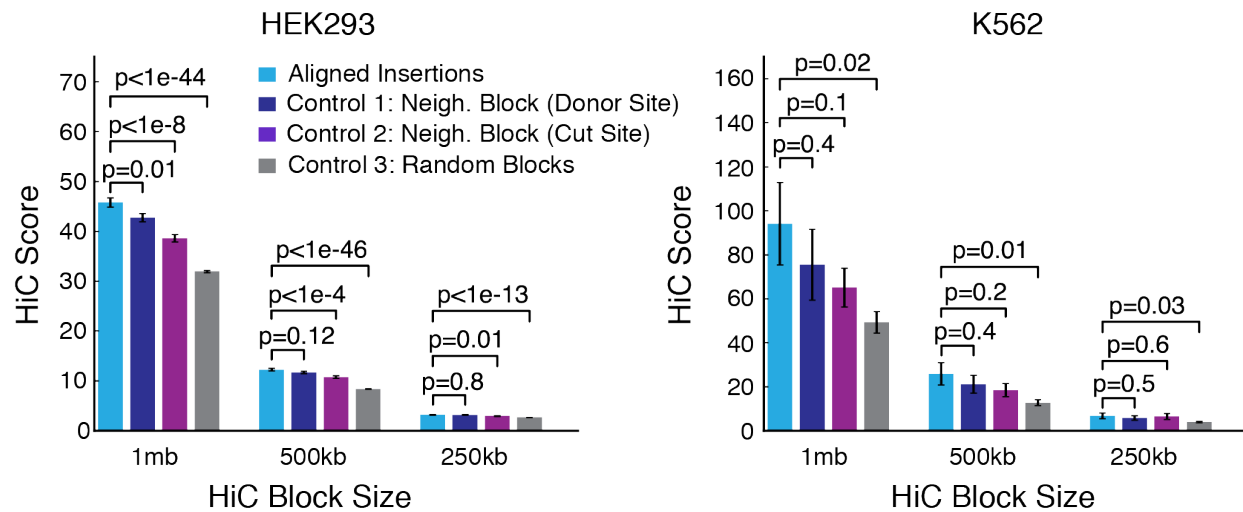 HEK293
K562
70
60
50
40
30
20
10
0
HiC Score
p<1e-44
p<1e-8
p=0.01
Aligned Insertions
Control 1: Neigh. Block (Donor Site)
Control 2: Neigh. Block (Cut Site)
Control 3: Random Blocks
p<1e-46
p<1e-4
p=0.12
p<1e-13
p=0.01
p=0.8
1mb
500kb
250kb
HiC Block Size
160
140
120
100
80
60
40
20
0
HiC Score
p=0.02
p=0.1
p=0.4
p=0.01
p=0.2
p=0.4
p=0.03
p=0.6
p=0.5
1mb
500kb
250kb
HiC Block Size